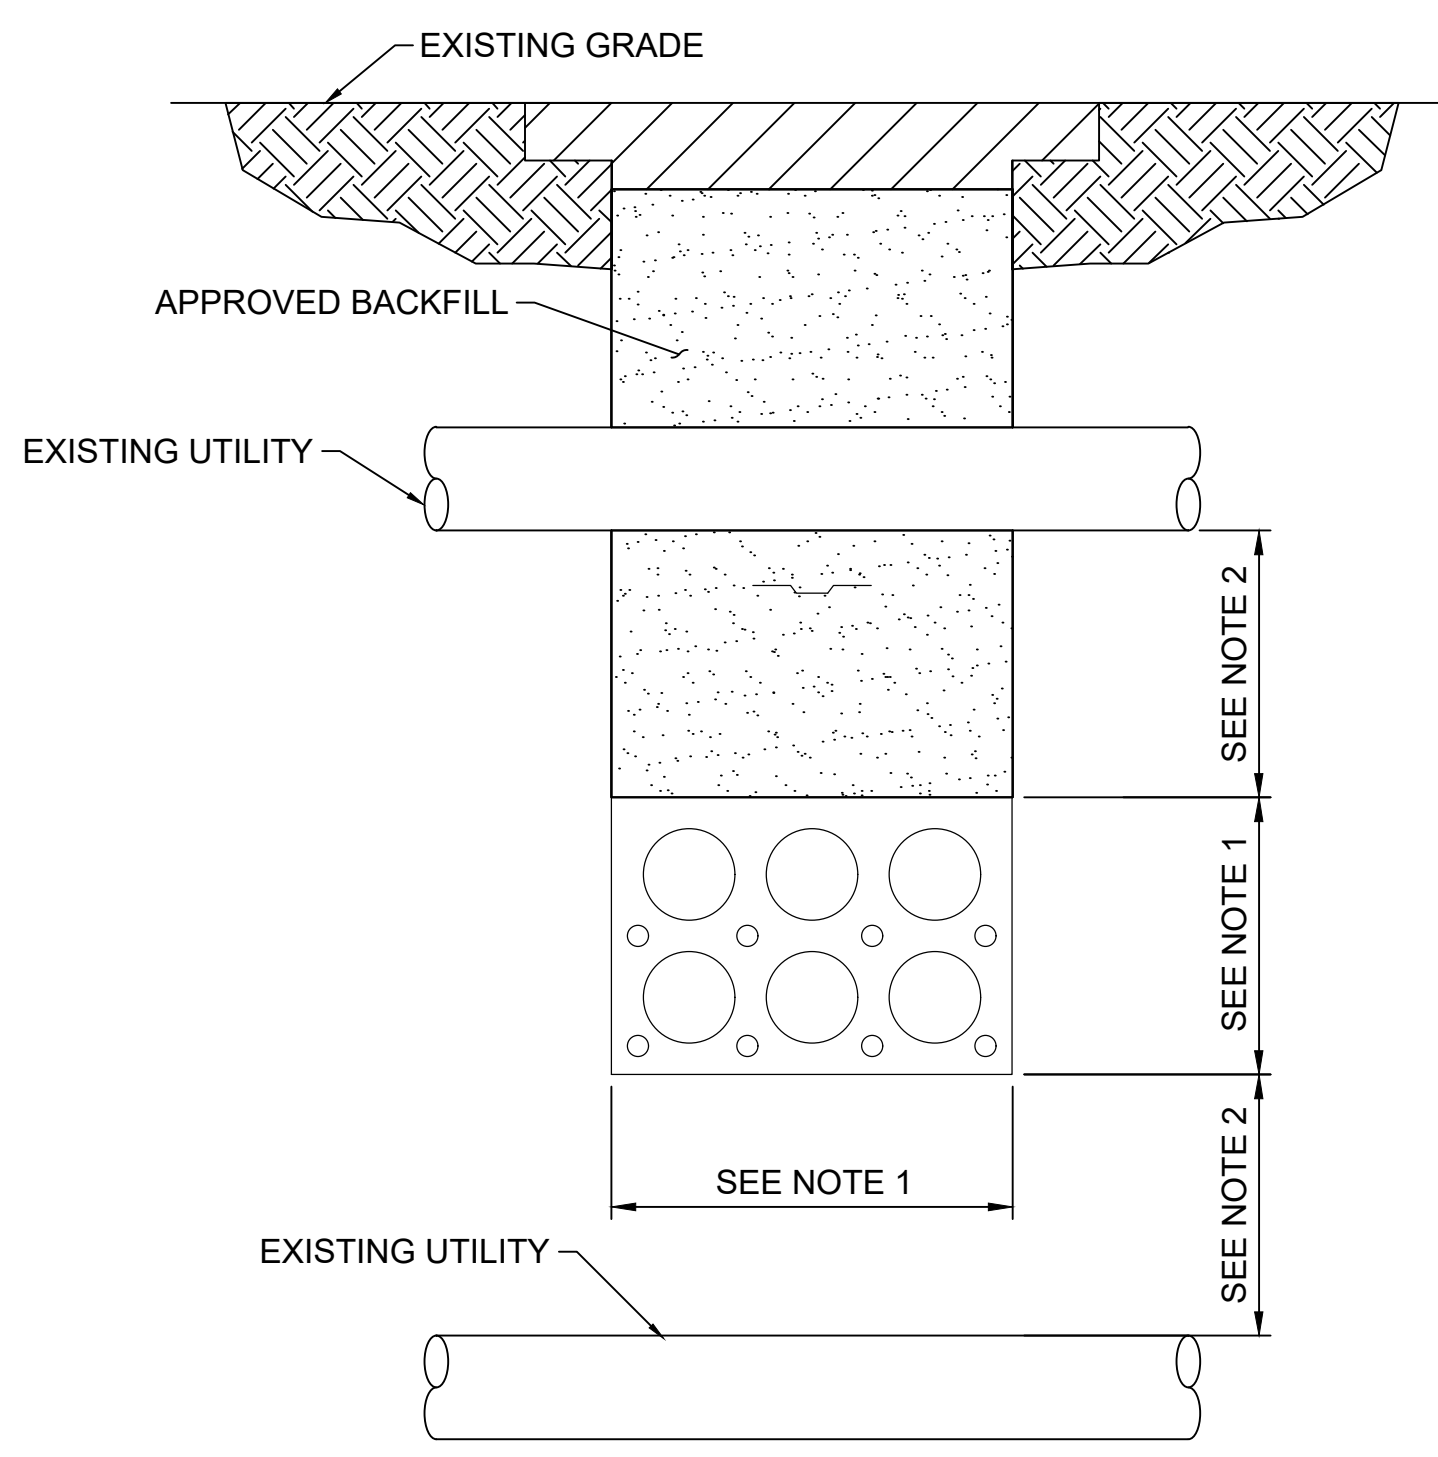 EXISTING GRADE
APPROVED BACKFILL
EXISTING UTILITY
SEE NOTE 2
SEE NOTE 1
SEE NOTE 1
SEE NOTE 2
EXISTING UTILITY